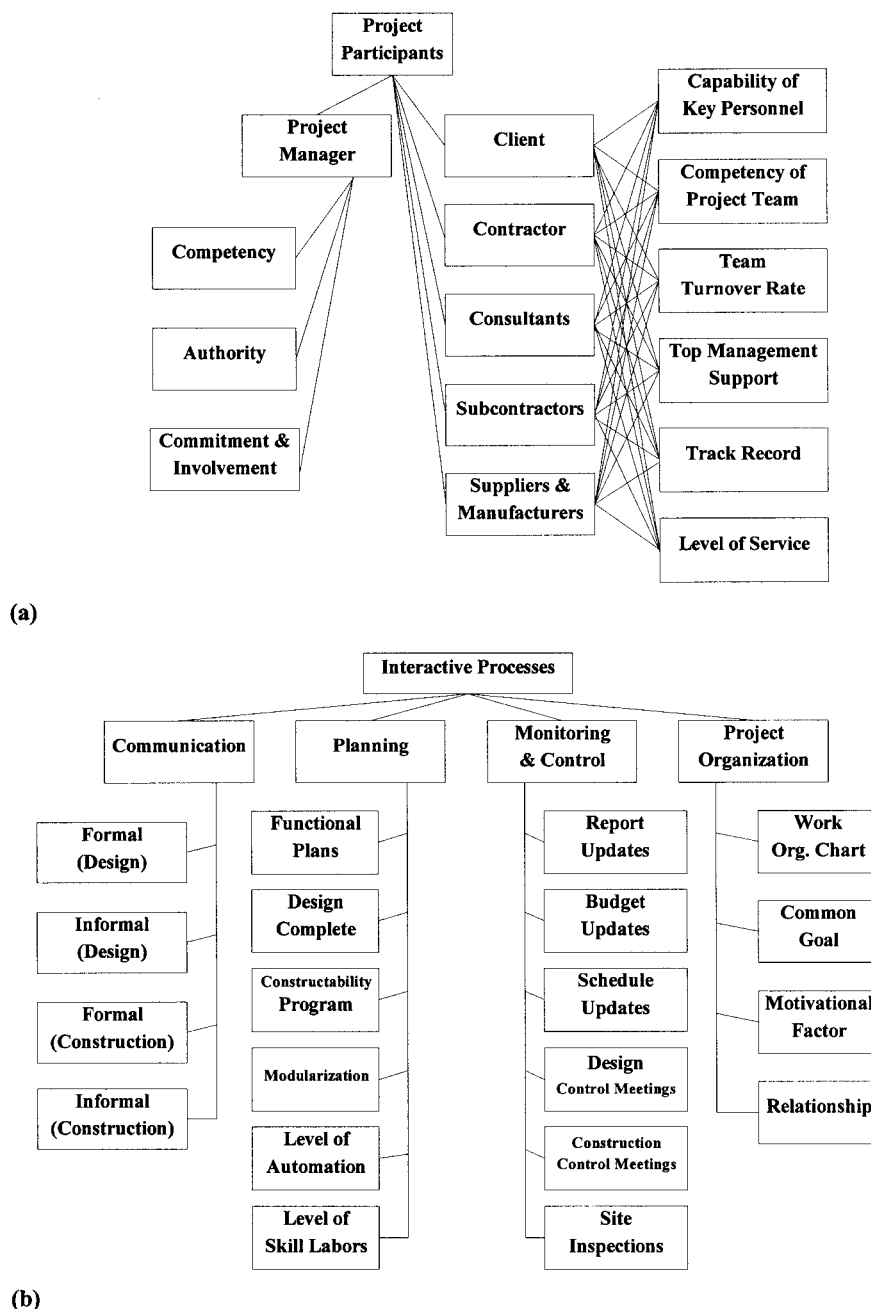 Project
Participants
Project
Manager
Competency
Authority
Commitment &
Involvement
Client
Contractor
Consultants
Subcontractors
Suppliers &
Manufacturers
Capability of
Key Personnel
Competency of
Project Team
Team
Turnover Rate
Top Management
Support
Track Record
Level of Service
(a)
Interactive Processes
Communication
Planning
Monitoring
& Control
Project
Organization
Formal
(Design)
Informal
(Design)
Formal
(Construction)
Informal
(Construction)
Functional
Plans
Design
Complete
Constructability
Program
Modularization
Level of
Automation
Level of
Skill Labors
Report
Updates
Budget
Updates
Schedule
Updates
Design
Control Meetings
Construction
Control Meetings
Site
Inspections
Work
Org. Chart
Common
Goal
Motivational
Factor
Relationship
(b)